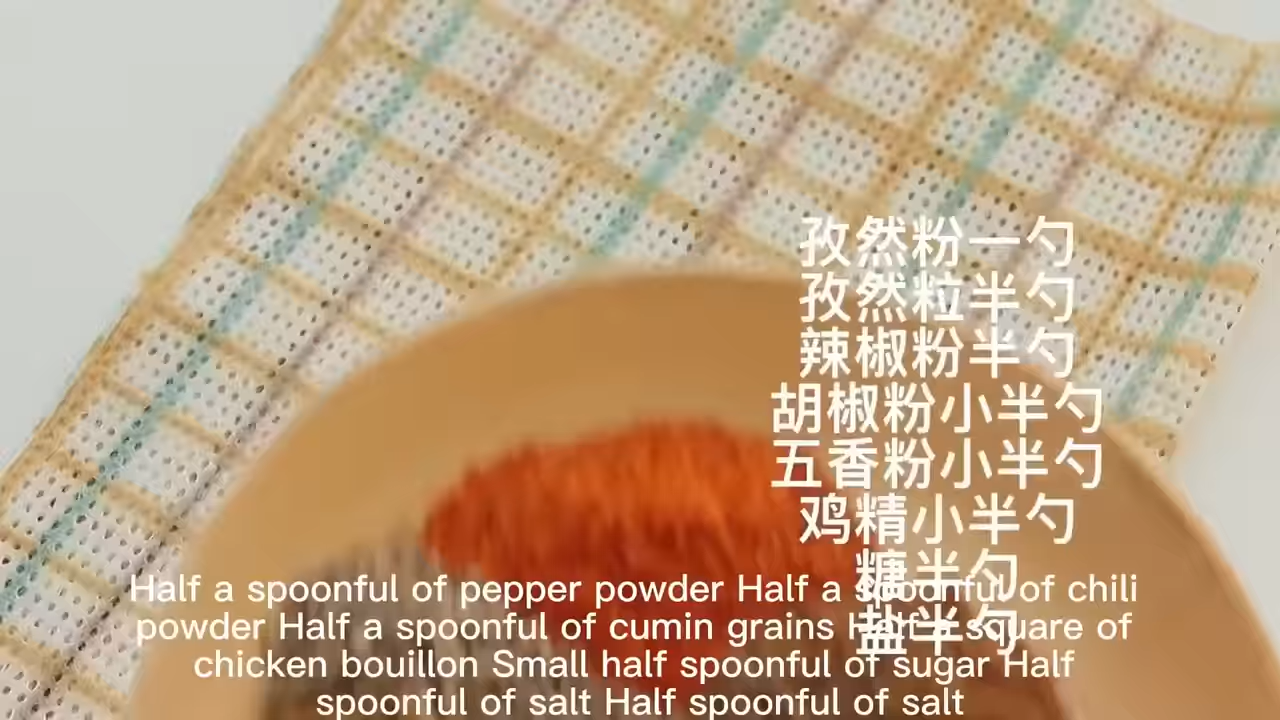 孜然粉一勺
孜然粒半勺
辣椒粉半勺
胡椒粉小半勺
五香粉小半勺
鸡精小半勺
糖半勺
盐半勺
Half a spoonful of pepper powder Half a spoonful of chili
powder Half a spoonful of cumin grains Half a square of
chicken bouillon Small half spoonful of sugar Half
spoonful of salt Half spoonful of salt